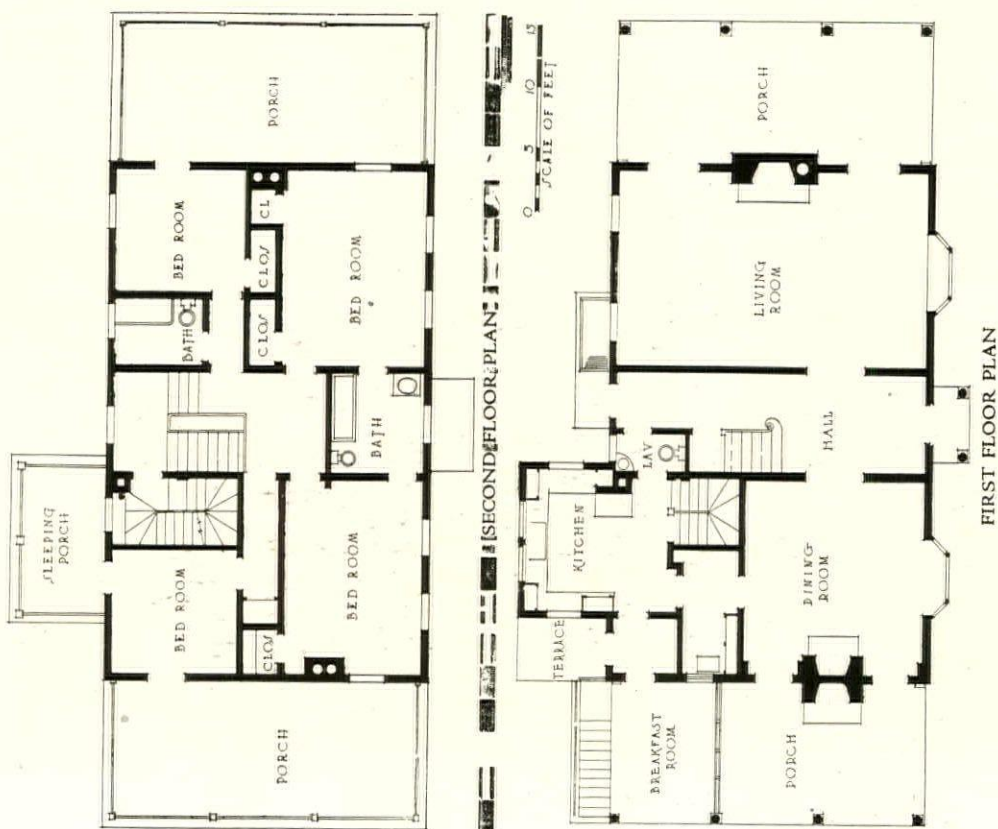 PORCH
BED ROOM
CL
CLOS
BED ROOM
CLOS
BATH
BATH
SLEEPING
PORCH
BED ROOM
BED ROOM
CLOS
PORCH
SECOND FLOOR PLAN
0 5 10 15
SCALE OF FEET
PORCH
LIVING
ROOM
HALL
LAV
KITCHEN
DINING
ROOM
TERRACE
BREAKFAST
ROOM
PORCH
FIRST FLOOR PLAN